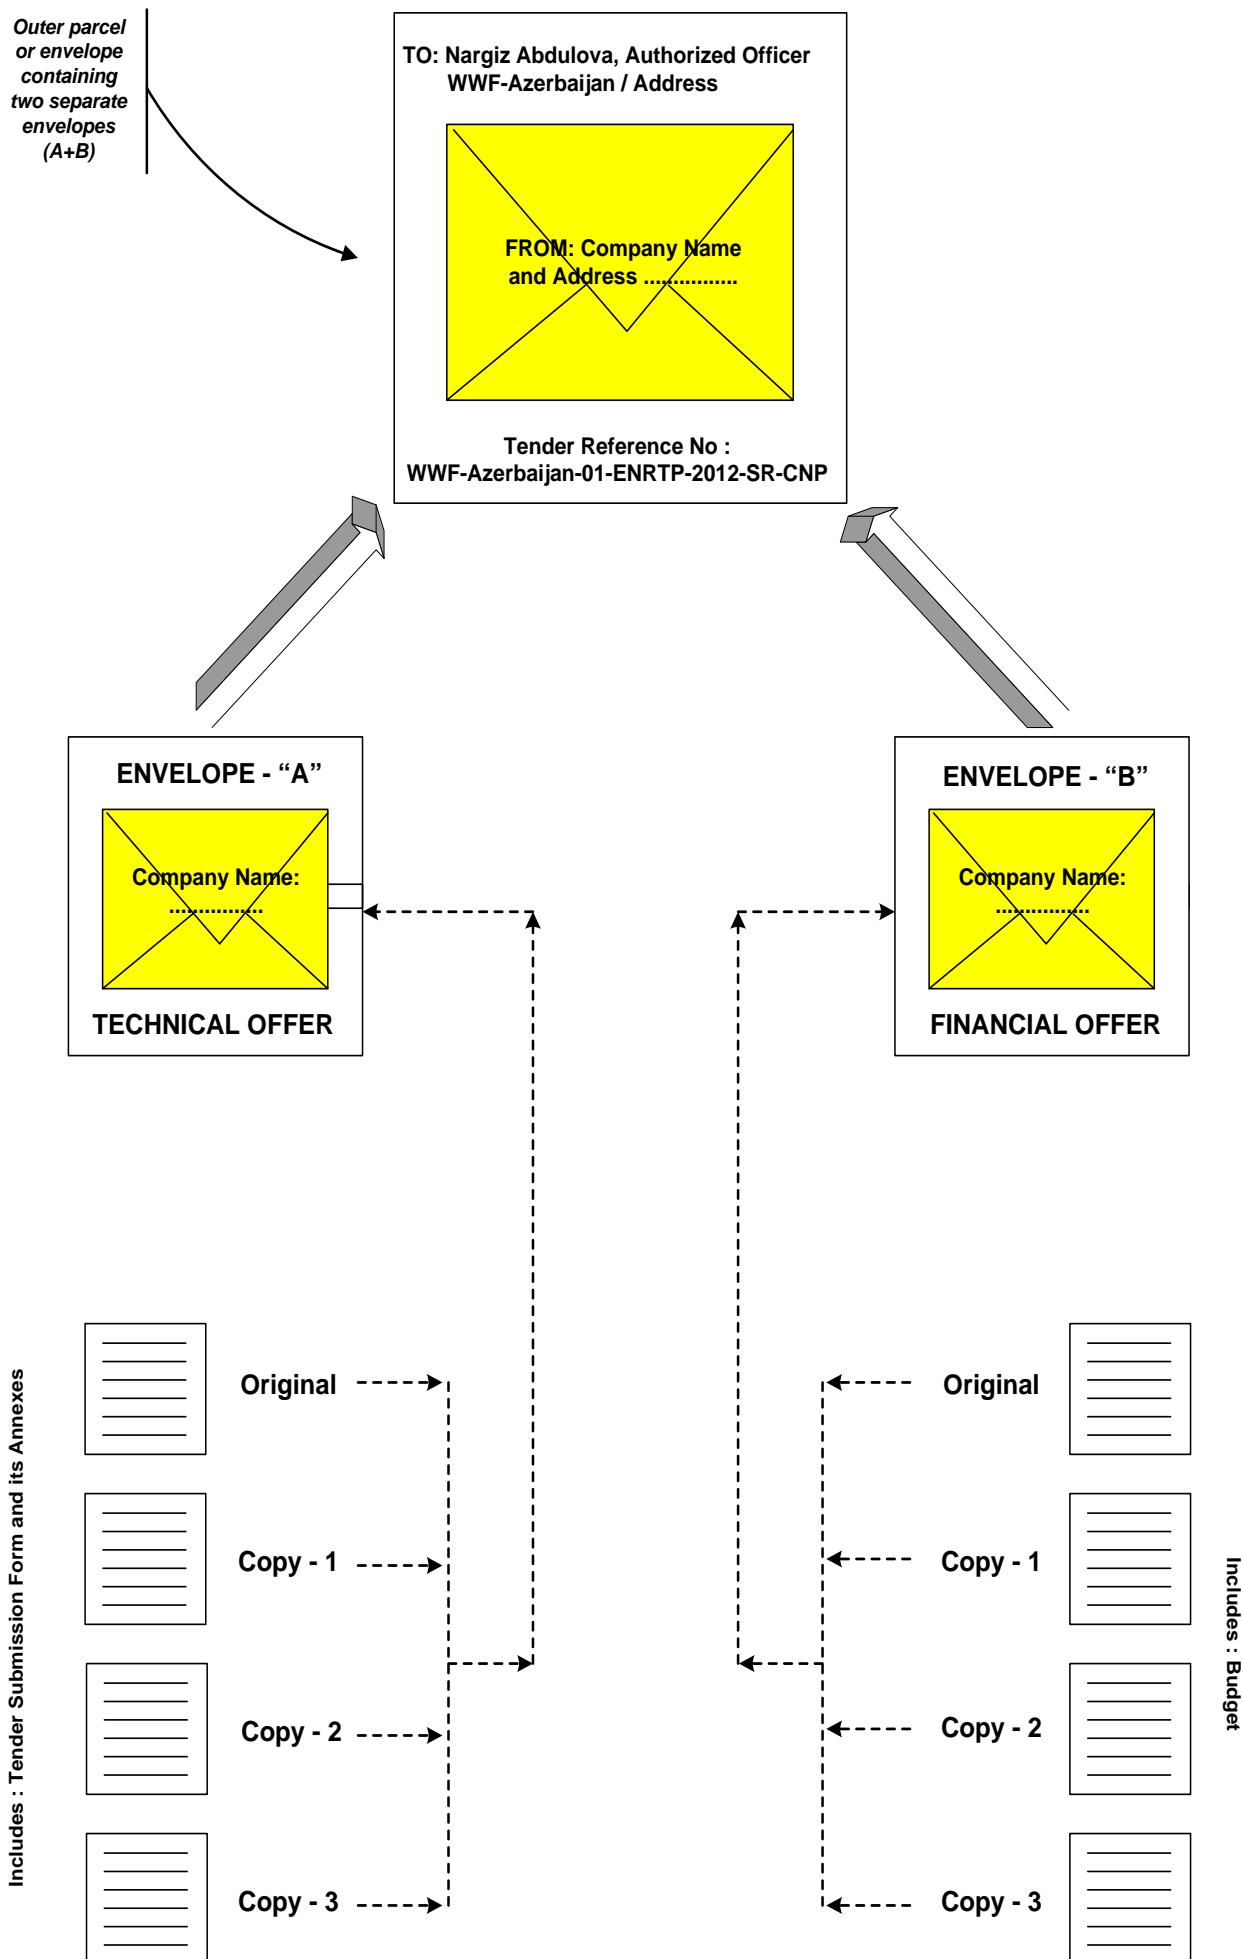 Outer parcel
or envelope
containing
two separate
envelopes
(A+B)
TO: Nargiz Abdulova, Authorized Officer
WWF-Azerbaijan / Address
FROM: Company Name
and Address ................
Tender Reference No :
WWF-Azerbaijan-01-ENRTP-2012-SR-CNP
ENVELOPE - “A”
Company Name:
................
TECHNICAL OFFER
ENVELOPE - “B”
Company Name:
................
FINANCIAL OFFER
Includes : Tender Submission Form and its Annexes
Original
Copy - 1
Copy - 2
Copy - 3
Original
Copy - 1
Copy - 2
Copy - 3
Includes : Budget